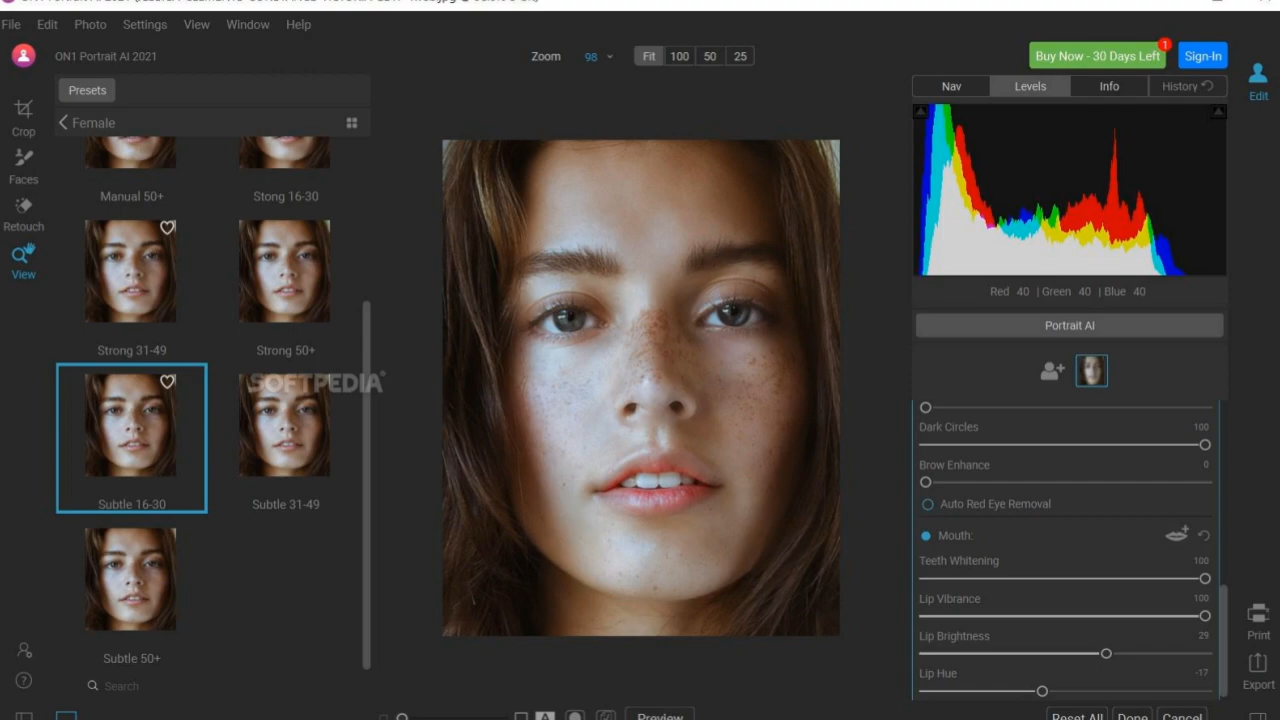 File Edit Photo Settings View Window Help
ON1 Portrait AI 2021
Zoom 98 Fit 100 50 25
Buy Now - 30 Days Left 1 Sign-In
Edit
Presets
Female
Crop
Faces
Retouch
View
Manual 50+ Stong 16-30
Strong 31-49 Strong 50+
Subtle 16-30 Subtle 31-49
Subtle 50+
Search
SOFTPEDIA®
Nav Levels Info History
Red 40 | Green 40 | Blue 40
Portrait AI
Dark Circles 100
Brow Enhance 0
Auto Red Eye Removal
Mouth:
Teeth Whitening 100
Lip Vibrance 100
Lip Brightness 29
Lip Hue -17
Print
Export
A Preview Reset All Done Cancel